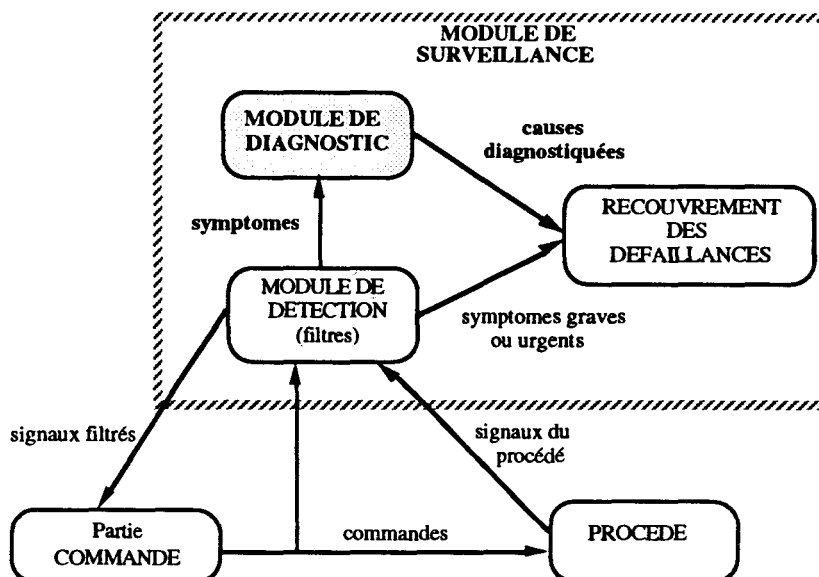 MODULE DE
SURVEILLANCE
MODULE DE
DIAGNOSTIC
causes
diagnostiquées
symptomes
RECOUVREMENT
DES
DEFAILLANCES
MODULE DE
DETECTION
(filtres)
symptomes graves
ou urgents
signaux filtrés
signaux du
procédé
Partie
COMMANDE
commandes
PROCEDE